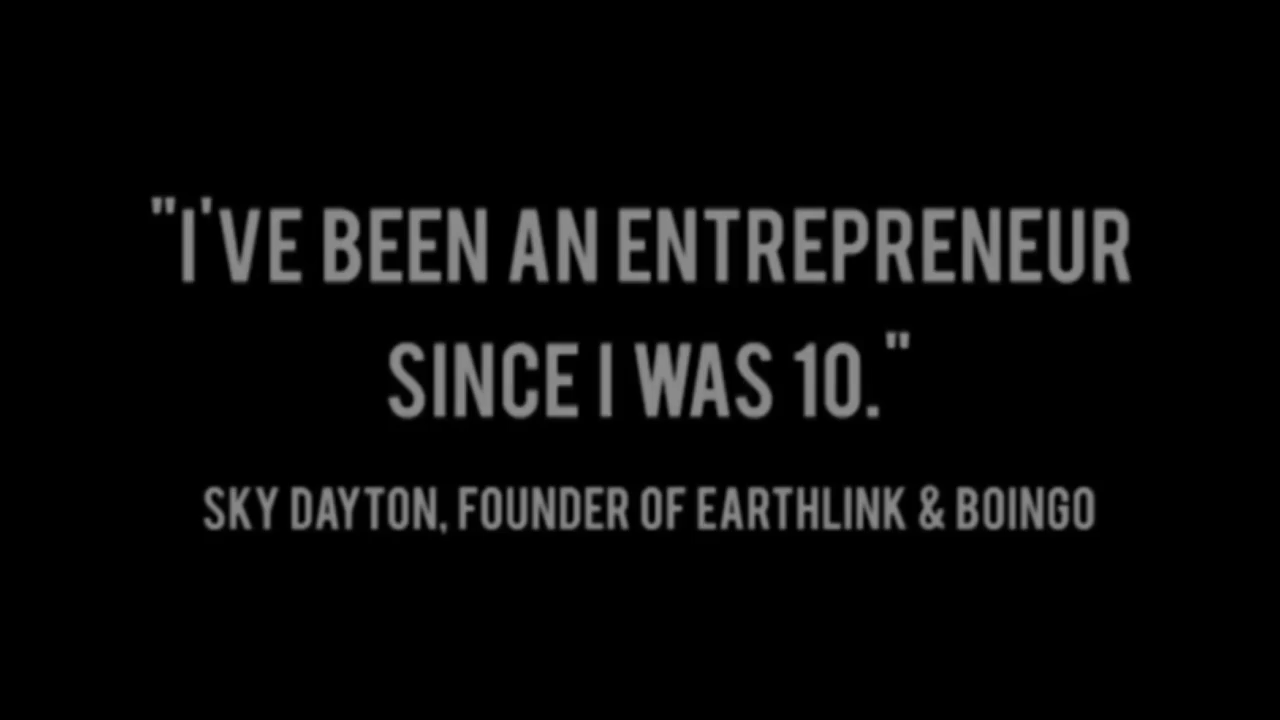 "I'VE BEEN AN ENTREPRENEUR
SINCE I WAS 10."
SKY DAYTON, FOUNDER OF EARTHLINK & BOINGO